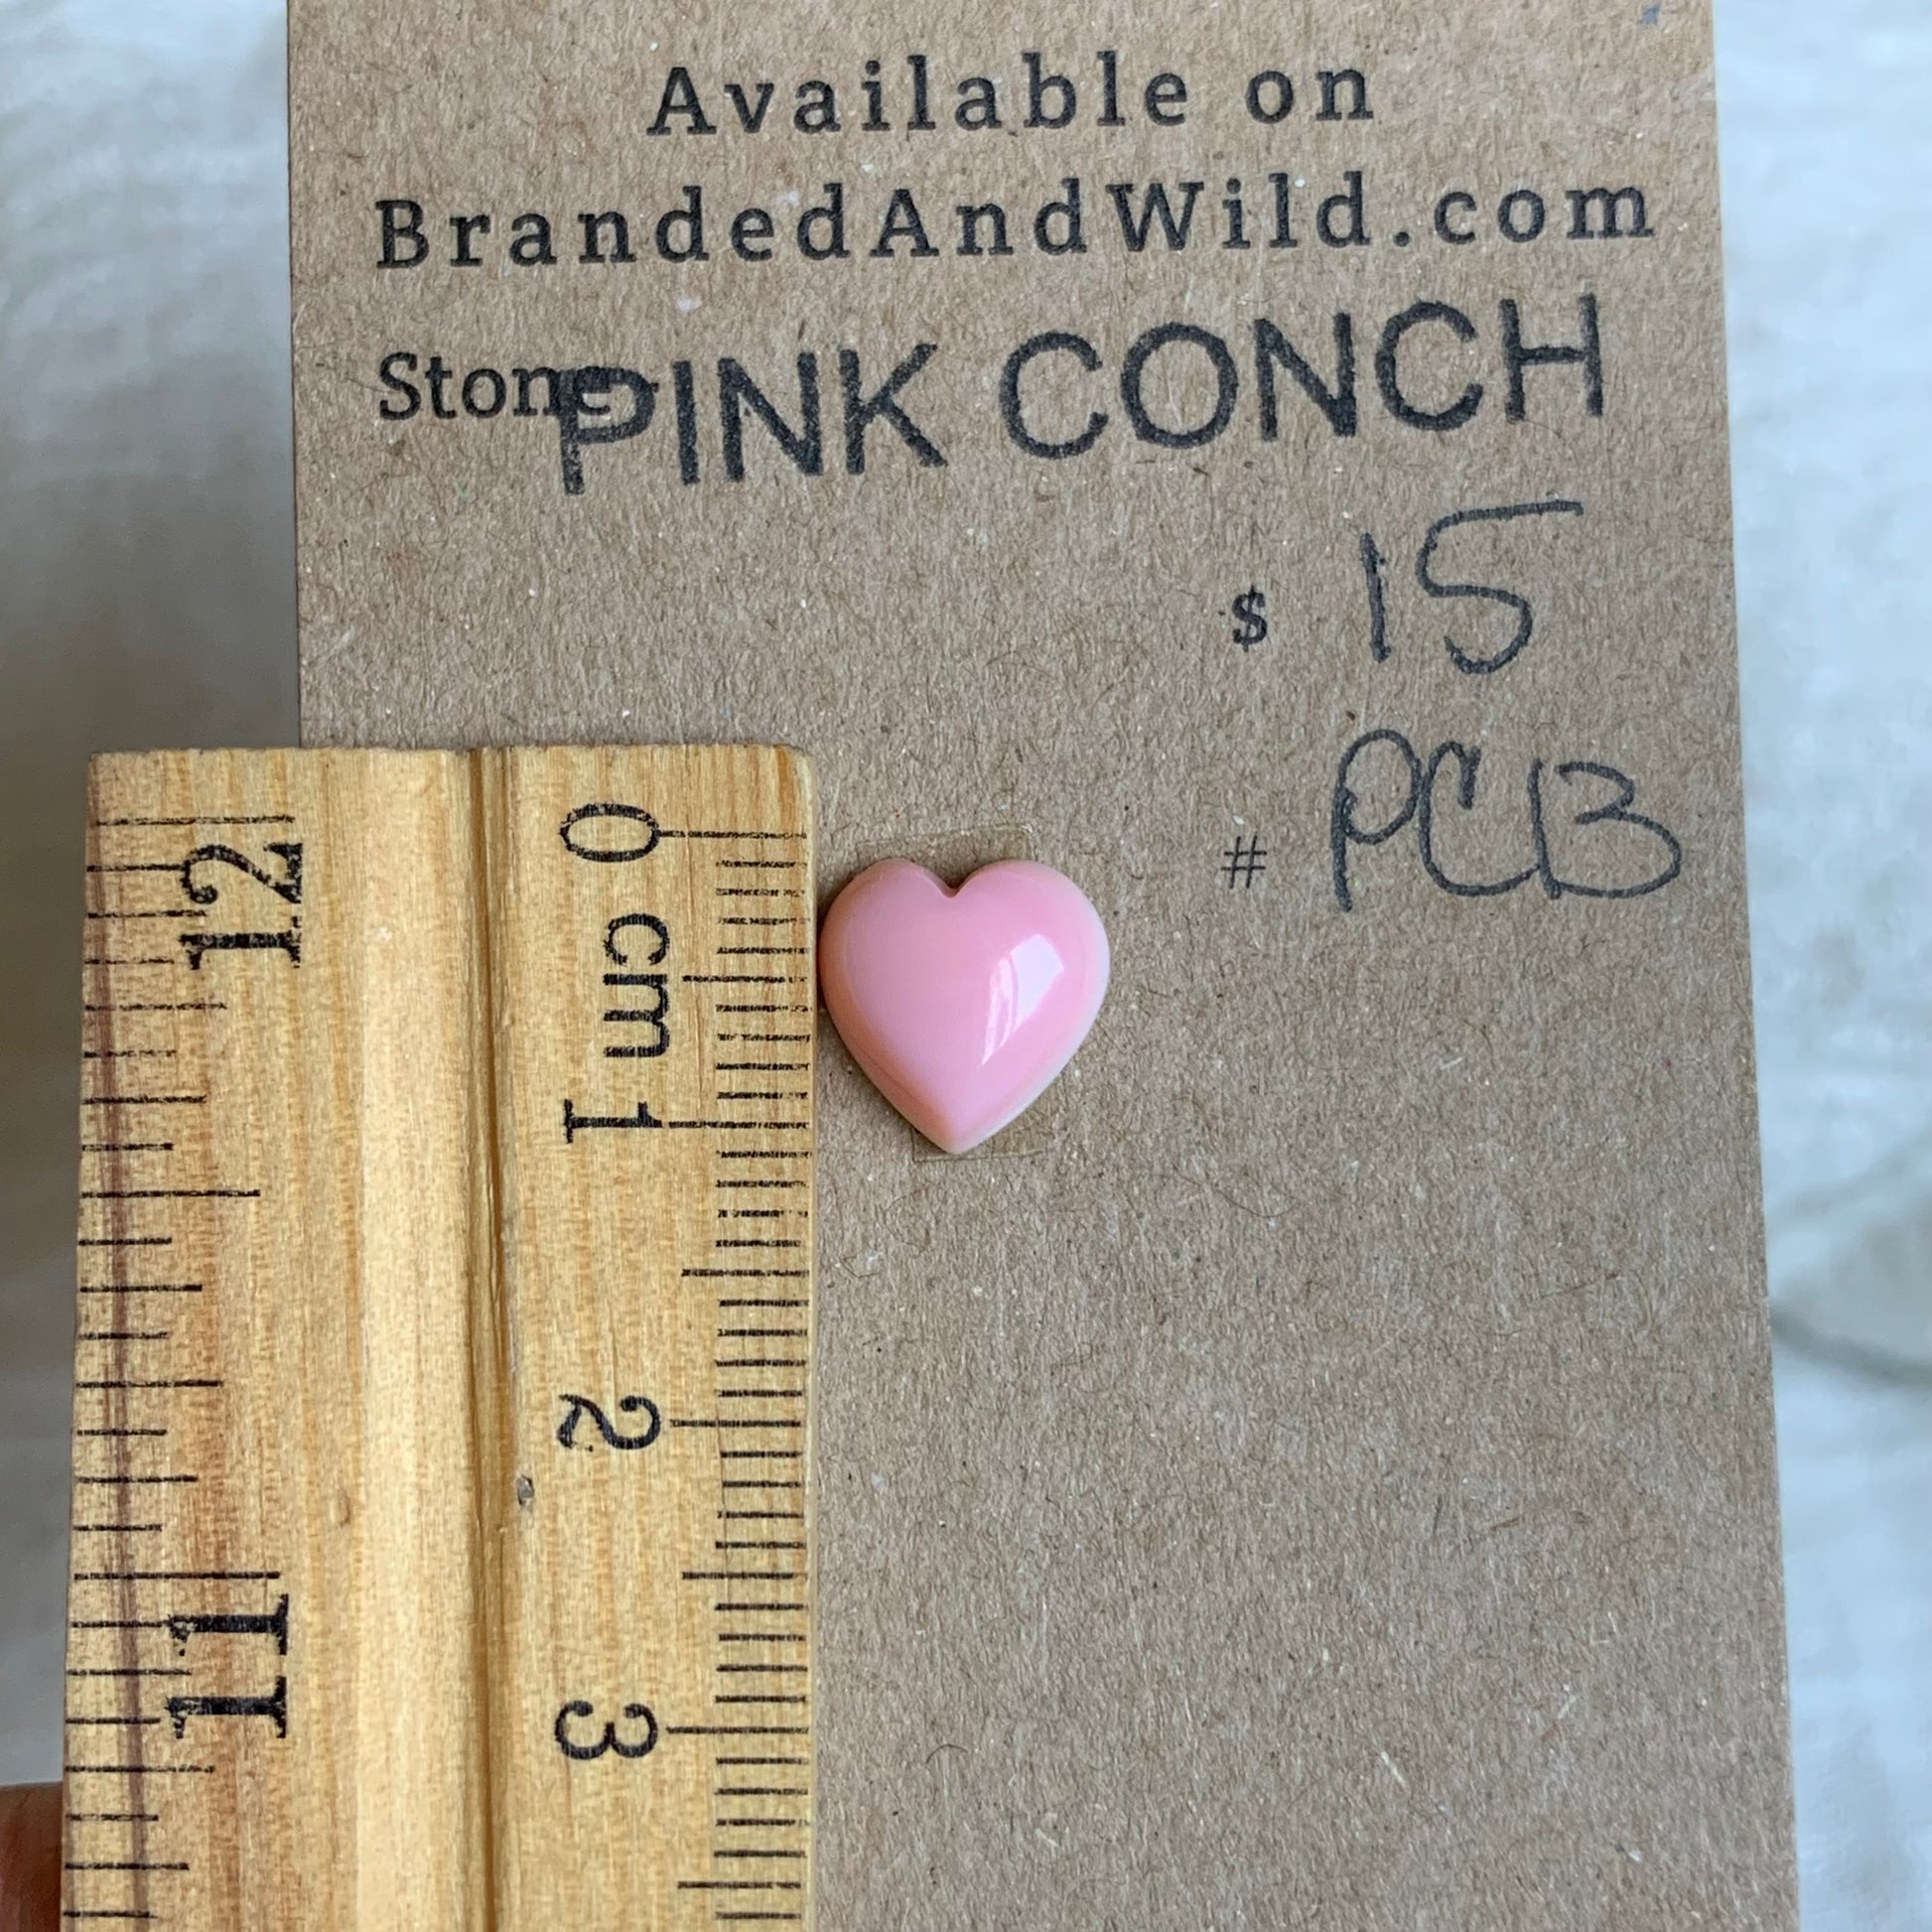 Available on
BrandedAndWild.com
Stone PINK CONCH
$ 15
# PCB
0 cm 1 2 3
12 11